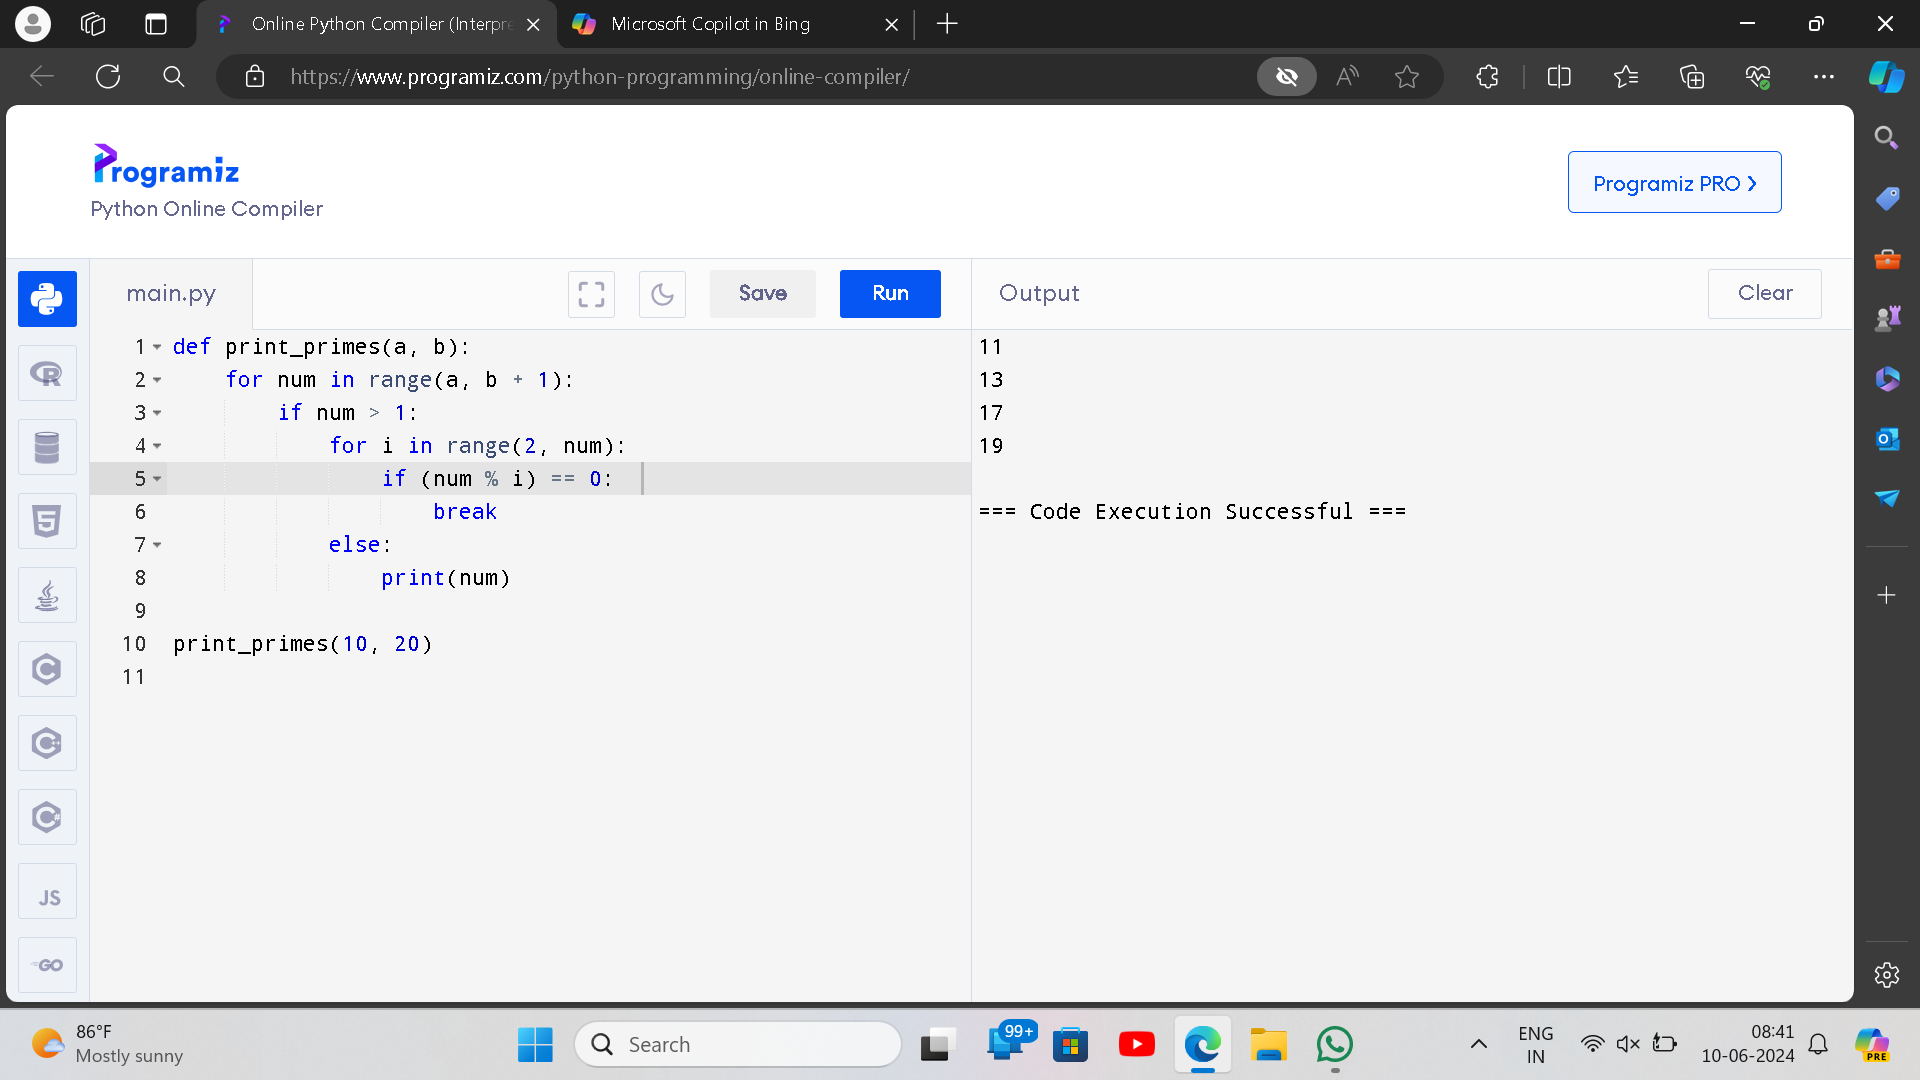 Online Python Compiler (Interpre
Microsoft Copilot in Bing
https://www.programiz.com/python-programming/online-compiler/
Programiz
Python Online Compiler
Programiz PRO
main.py
Save
Run
Output
Clear
1 def print_primes(a, b):
2     for num in range(a, b + 1):
3         if num > 1:
4             for i in range(2, num):
5                 if (num % i) == 0:
6                     break
7             else:
8                 print(num)
9
10 print_primes(10, 20)
11
11
13
17
19
=== Code Execution Successful ===
R
5
C
C++
C#
JS
GO
86°F
Mostly sunny
Search
99+
ENG
IN
08:41
10-06-2024
PRE